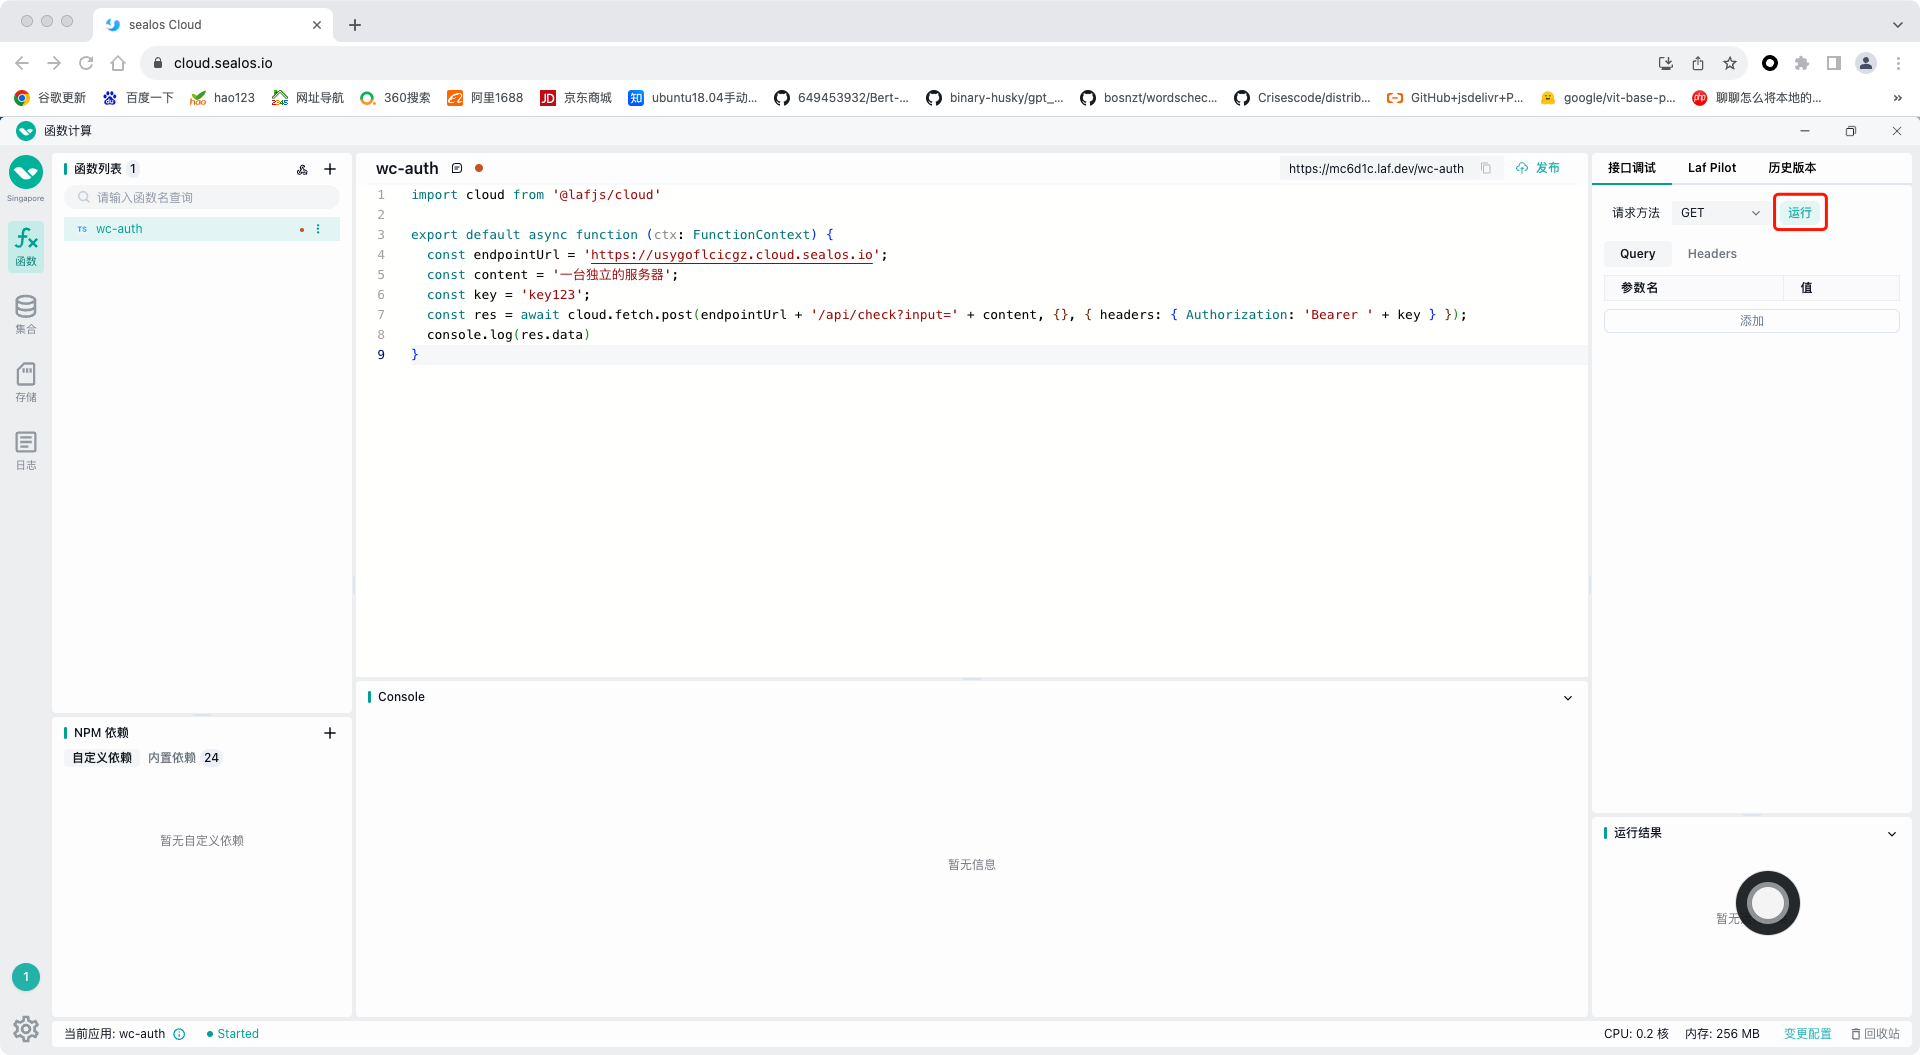 sealos Cloud
cloud.sealos.io
谷歌更新 百度一下 hao123 网址导航 360搜索 阿里1688 京东商城 ubuntu18.04手动... 649453932/Bert-... binary-husky/gpt_... bosnzt/wordschec... Crisescode/distrib... GitHub+jsdelivr+P... google/vit-base-p... 聊聊怎么将本地的...
函数计算
Singapore
函数
集合
存储
日志
1
函数列表 1
请输入函数名查询
TS wc-auth
NPM 依赖
自定义依赖 内置依赖 24
暂无自定义依赖
wc-auth
https://mc6d1c.laf.dev/wc-auth 发布
1 import cloud from '@lafjs/cloud'
2
3 export default async function (ctx: FunctionContext) {
4 const endpointUrl = 'https://usygoflcicgz.cloud.sealos.io';
5 const content = '一台独立的服务器';
6 const key = 'key123';
7 const res = await cloud.fetch.post(endpointUrl + '/api/check?input=' + content, {}, { headers: { Authorization: 'Bearer ' + key } });
8 console.log(res.data)
9 }
Console
暂无信息
接口调试 Laf Pilot 历史版本
请求方法 GET 运行
Query Headers
参数名 值
添加
运行结果
暂无
当前应用: wc-auth Started
CPU: 0.2 核 内存: 256 MB 变更配置 回收站